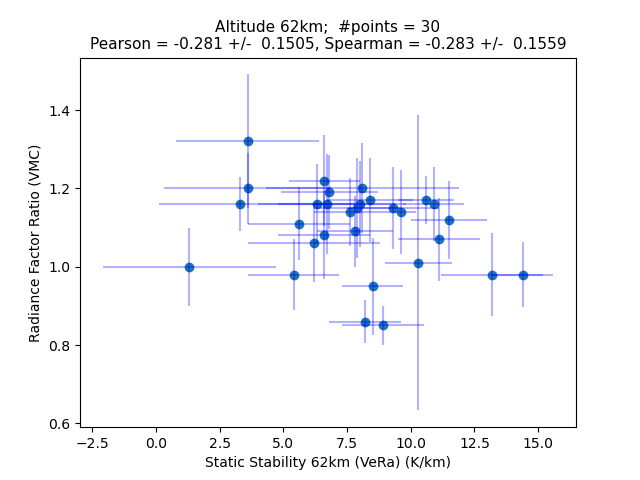 Altitude 62km;  #points = 30
Pearson = -0.281 +/-  0.1505, Spearman = -0.283 +/-  0.1559
Radiance Factor Ratio (VMC)
1.4
1.2
1.0
0.8
0.6
−2.5 0.0 2.5 5.0 7.5 10.0 12.5 15.0
Static Stability 62km (VeRa) (K/km)